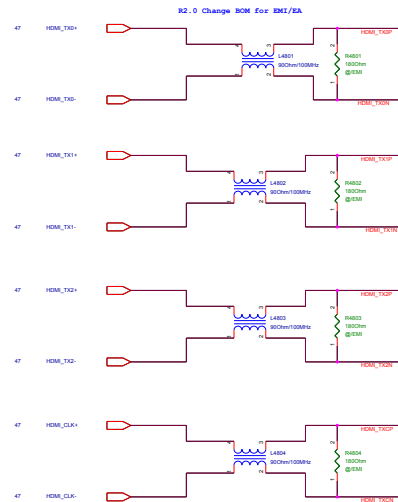 R2.0 Change BOM for EMI/EA
47 HDMI_TX0+ HDMI_TX0P
4 3 2
L4801 R4801
90Ohm/100MHz 180Ohm
@/EMI
1 2 1
47 HDMI_TX0- HDMI_TX0N
47 HDMI_TX1+ HDMI_TX1P
4 3 2
L4802 R4802
90Ohm/100MHz 180Ohm
@/EMI
1 2 1
47 HDMI_TX1- HDMI_TX1N
47 HDMI_TX2+ HDMI_TX2P
4 3 2
L4803 R4803
90Ohm/100MHz 180Ohm
@/EMI
1 2 1
47 HDMI_TX2- HDMI_TX2N
47 HDMI_CLK+ HDMI_TXCP
4 3 2
L4804 R4804
90Ohm/100MHz 180Ohm
@/EMI
1 2 1
47 HDMI_CLK- HDMI_TXCN